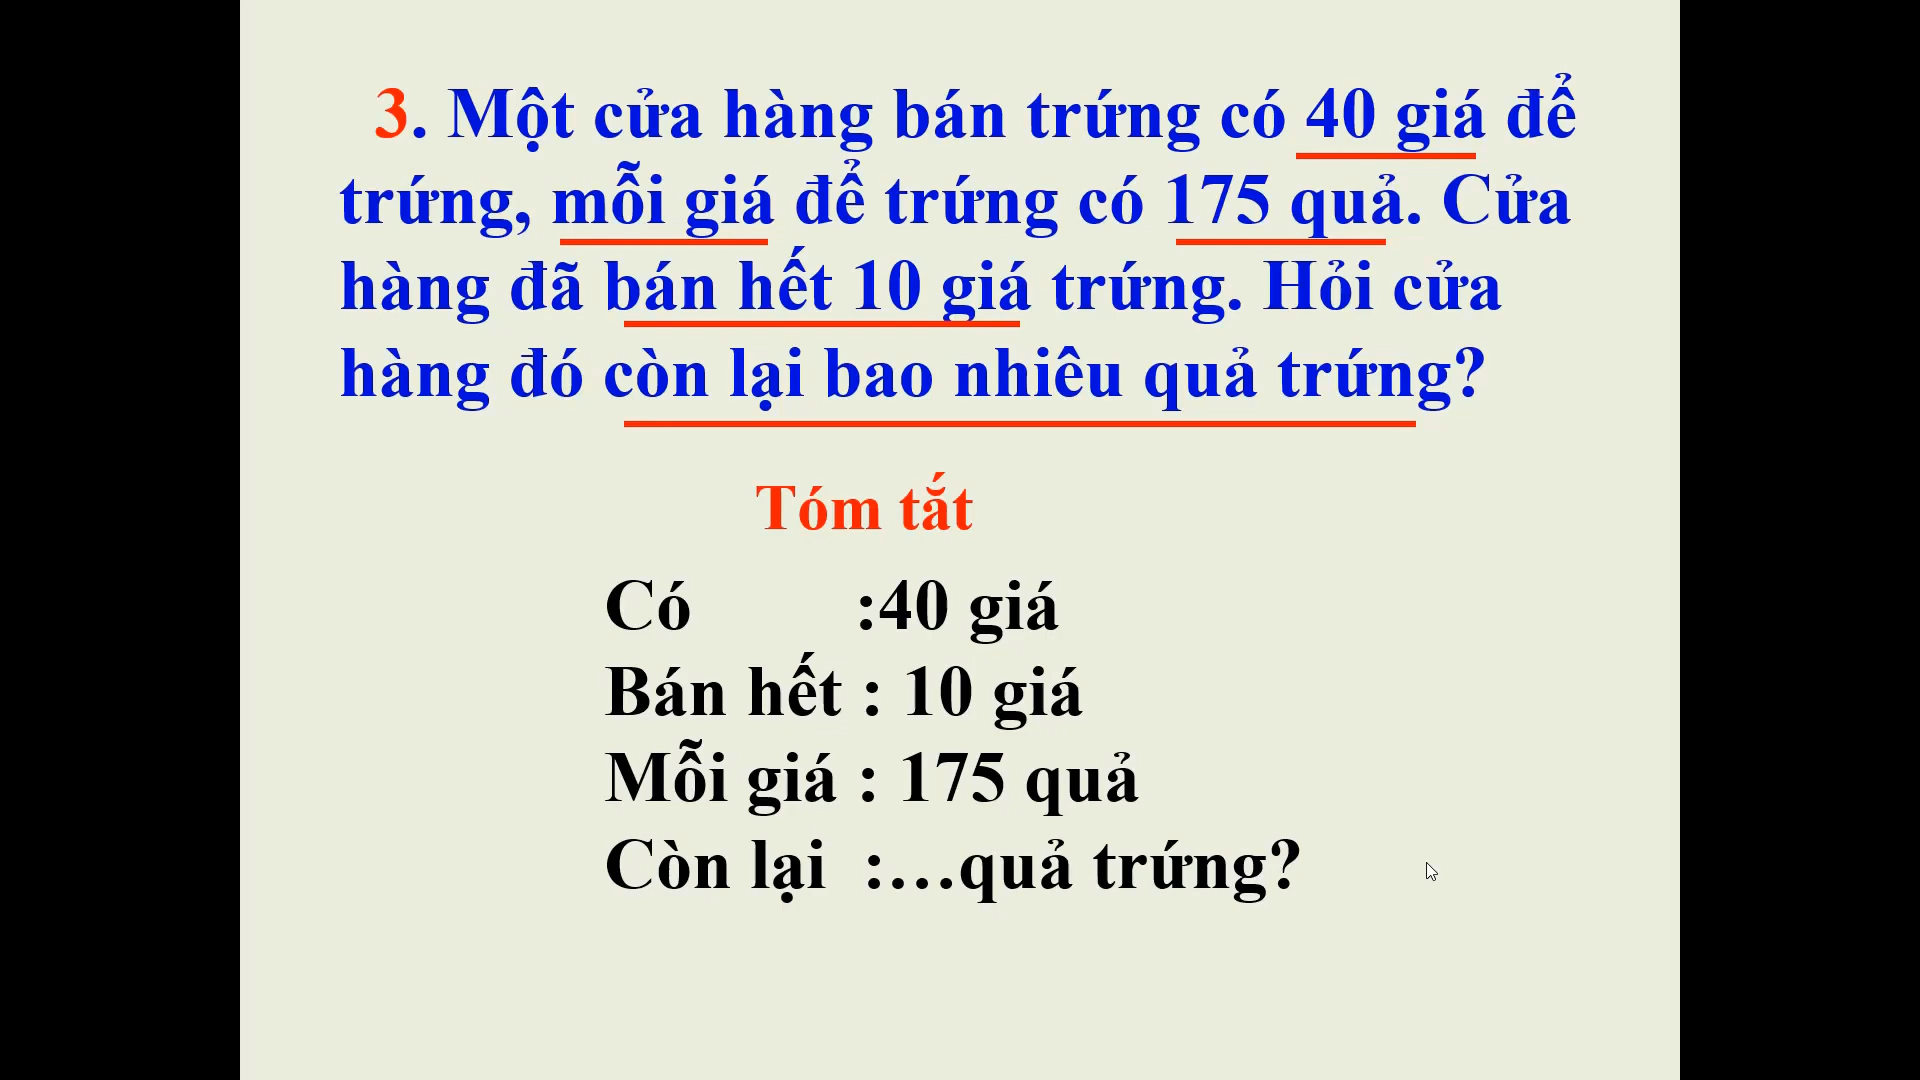 3. Một cửa hàng bán trứng có 40 giá để
trứng, mỗi giá để trứng có 175 quả. Cửa
hàng đã bán hết 10 giá trứng. Hỏi cửa
hàng đó còn lại bao nhiêu quả trứng?
Tóm tắt
Có :40 giá
Bán hết : 10 giá
Mỗi giá : 175 quả
Còn lại :…quả trứng?